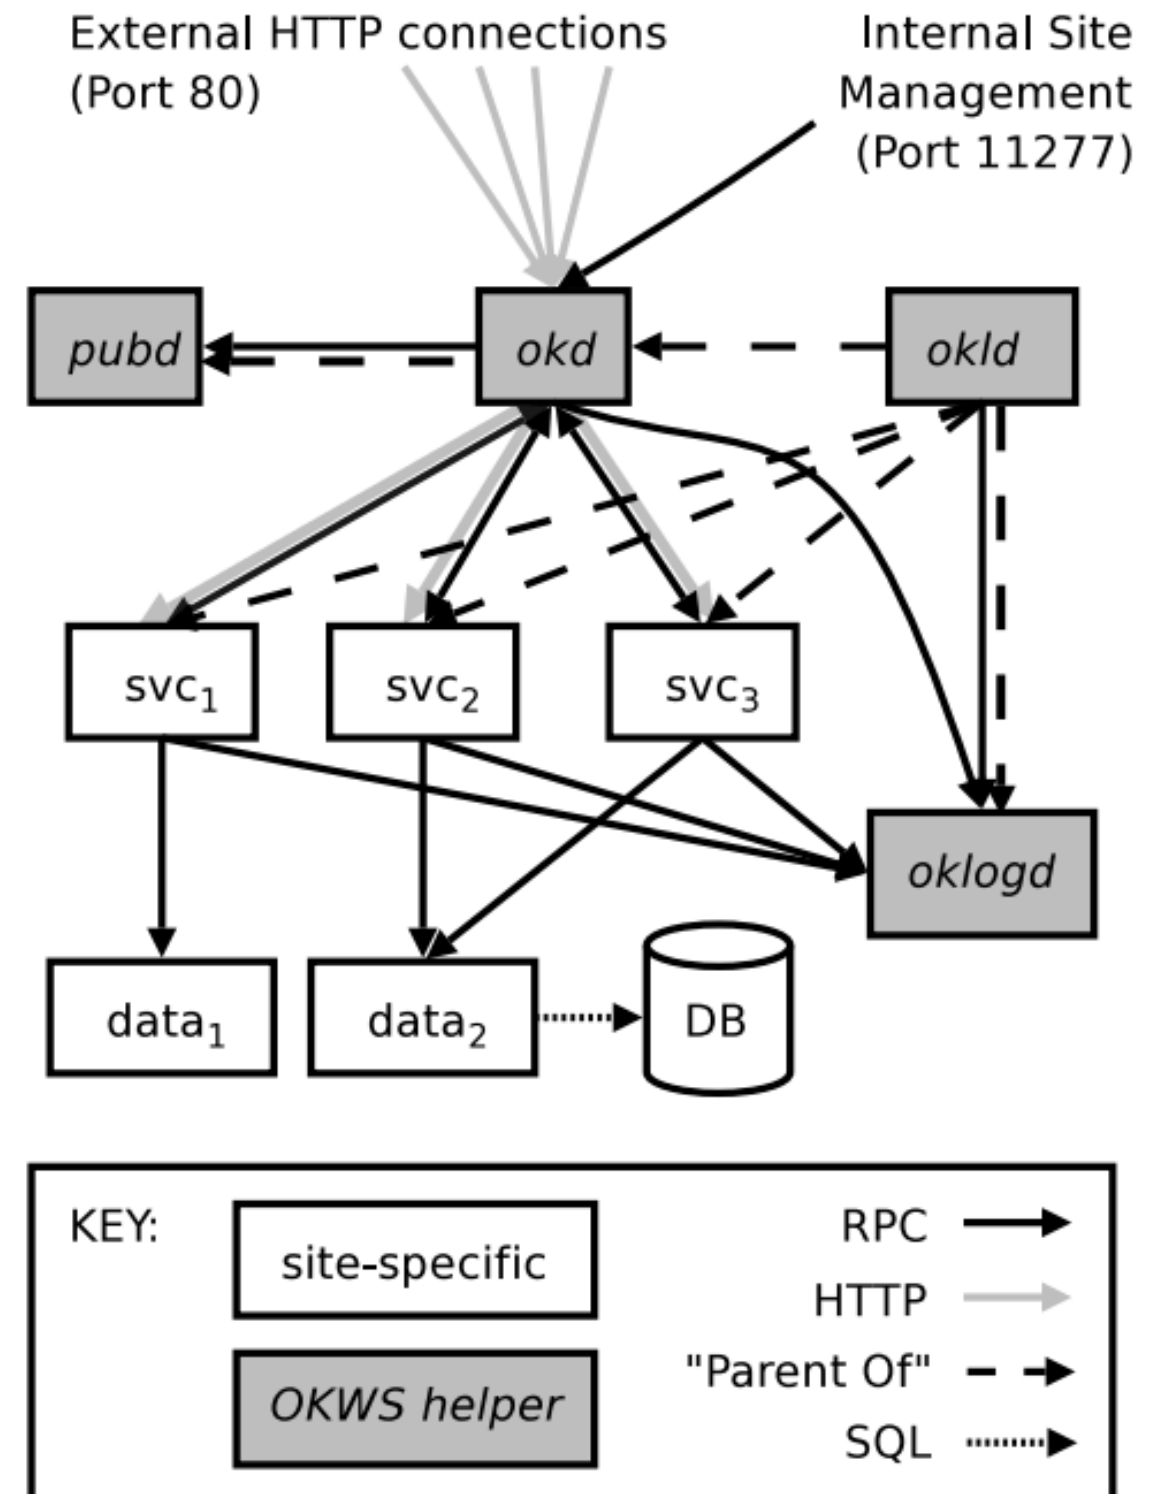 External HTTP connections
(Port 80)
Internal Site
Management
(Port 11277)
pubd
okd
okld
svc1
svc2
svc3
oklogd
data1
data2
DB
KEY:
site-specific
OKWS helper
RPC
HTTP
"Parent Of"
SQL